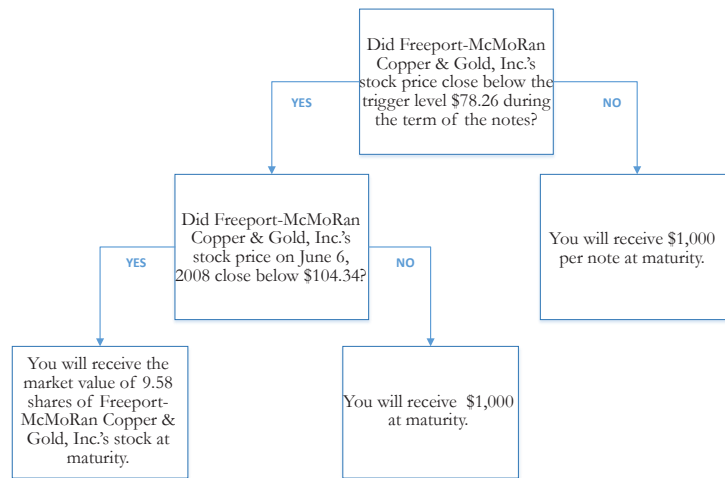 Did Freeport-McMoRan
Copper & Gold, Inc.'s
stock price close below the
trigger level $78.26 during
the term of the notes?
YES
NO
Did Freeport-McMoRan
Copper & Gold, Inc.'s
stock price on June 6,
2008 close below $104.34?
You will receive $1,000
per note at maturity.
YES
NO
You will receive the
market value of 9.58
shares of Freeport-
McMoRan Copper &
Gold, Inc.'s stock at
maturity.
You will receive $1,000
at maturity.